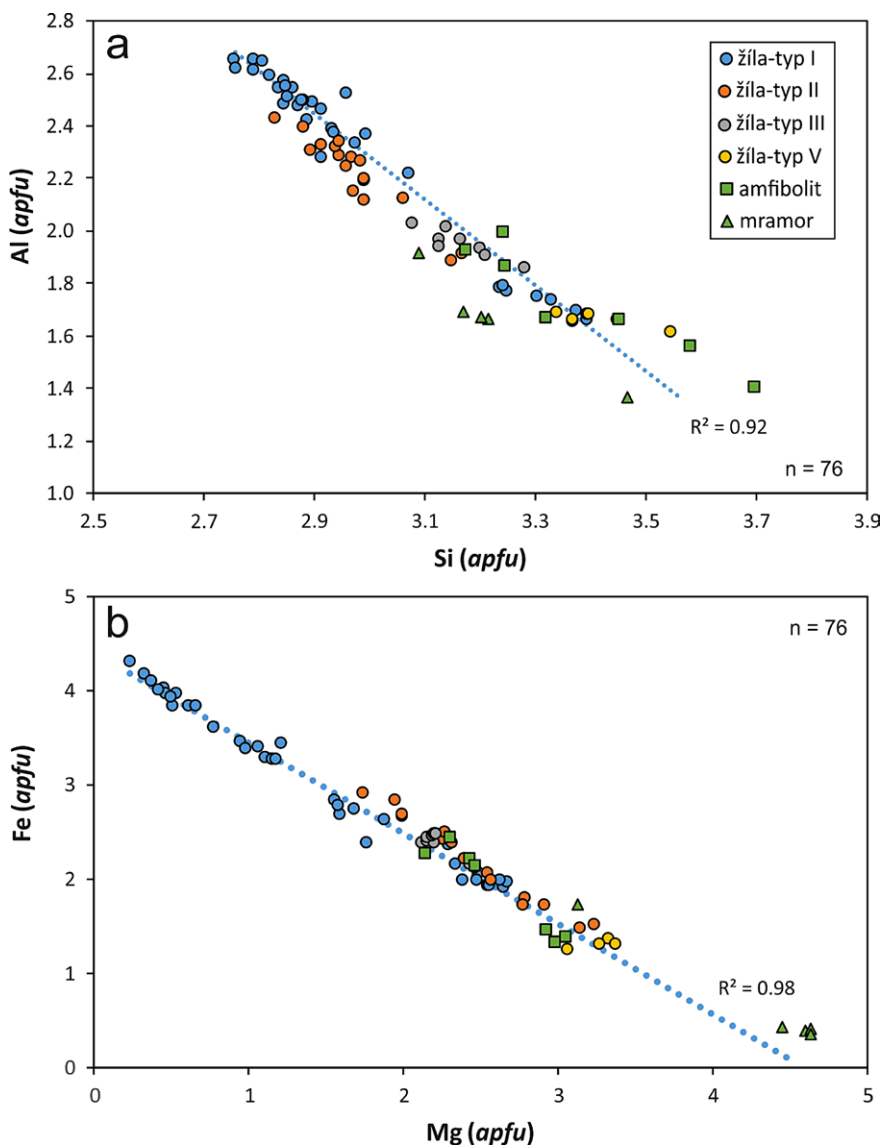 a
2.8
2.6
2.4
2.2
2.0
1.8
1.6
1.4
1.2
1.0
Al (apfu)
žíla-typ I
žíla-typ II
žíla-typ III
žíla-typ V
amfibolit
mramor
R² = 0.92
n = 76
2.5 2.7 2.9 3.1 3.3 3.5 3.7 3.9
Si (apfu)
b
n = 76
5
4
3
2
1
0
Fe (apfu)
R² = 0.98
0 1 2 3 4 5
Mg (apfu)